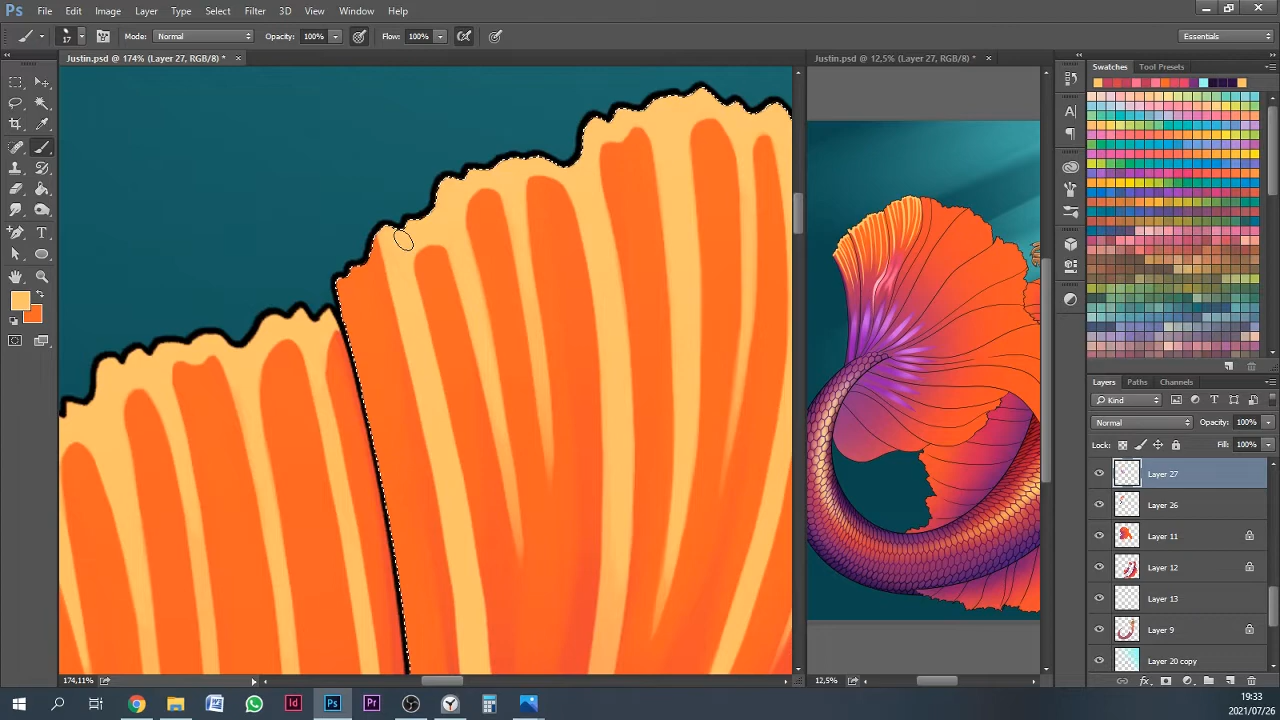 Ps File Edit Image Layer Type Select Filter 3D View Window Help
17 Mode: Normal Opacity: 100% Flow: 100% Essentials
Justin.psd @ 174% (Layer 27, RGB/8) * ×
Justin.psd @ 12,5% (Layer 27, RGB/8) * ×
Swatches Tool Presets
Layers Paths Channels
Kind
Normal Opacity: 100%
Lock: Fill: 100%
Layer 27
Layer 26
Layer 11
Layer 12
Layer 13
Layer 9
Layer 20 copy
174,11%
12,5%
19:33
2021/07/26